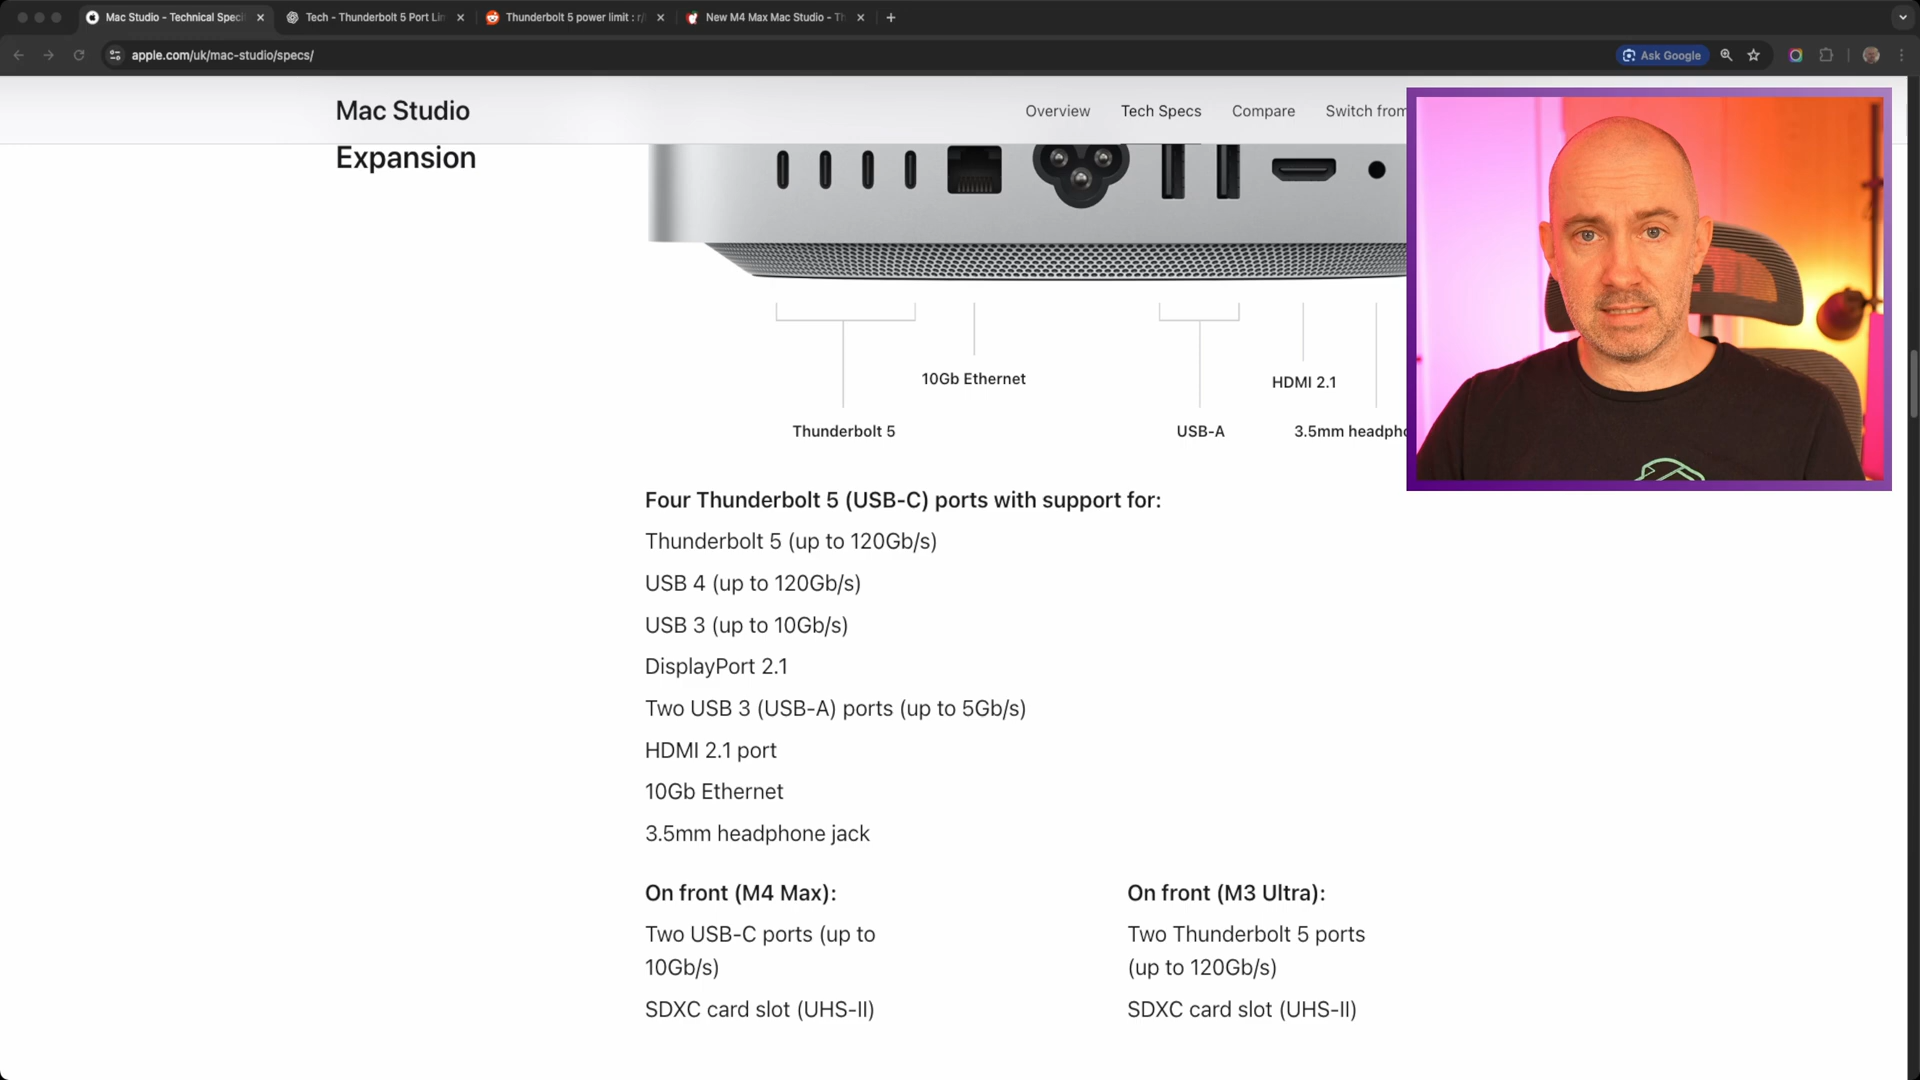 Mac Studio - Technical Speci
Tech - Thunderbolt 5 Port Lin
Thunderbolt 5 power limit : r/
New M4 Max Mac Studio - Th
apple.com/uk/mac-studio/specs/
Ask Google
Mac Studio
Overview
Tech Specs
Compare
Switch from
Expansion
10Gb Ethernet
HDMI 2.1
Thunderbolt 5
USB-A
3.5mm headpho
Four Thunderbolt 5 (USB-C) ports with support for:
Thunderbolt 5 (up to 120Gb/s)
USB 4 (up to 120Gb/s)
USB 3 (up to 10Gb/s)
DisplayPort 2.1
Two USB 3 (USB-A) ports (up to 5Gb/s)
HDMI 2.1 port
10Gb Ethernet
3.5mm headphone jack
On front (M4 Max):
Two USB-C ports (up to
10Gb/s)
SDXC card slot (UHS-II)
On front (M3 Ultra):
Two Thunderbolt 5 ports
(up to 120Gb/s)
SDXC card slot (UHS-II)